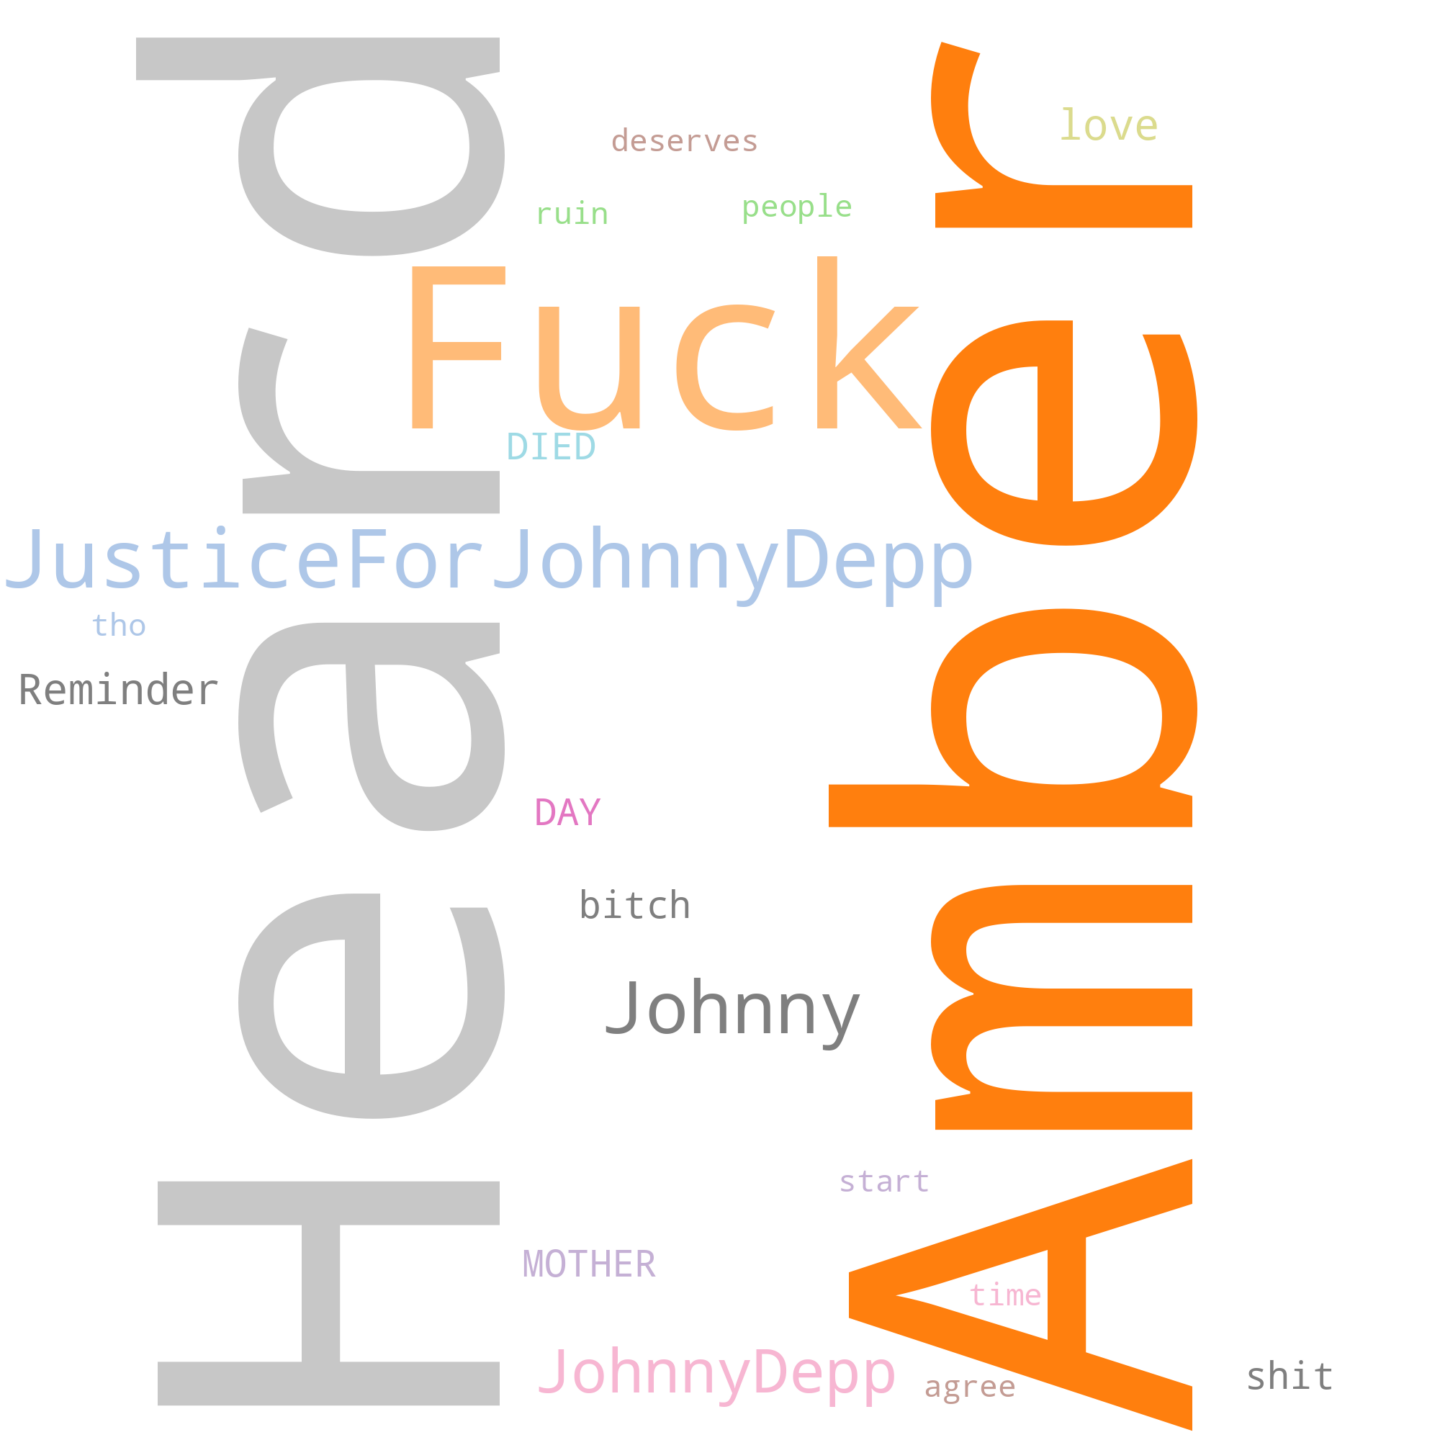 Heard
Amber
love
deserves
people
ruin
Fuck
DIED
JusticeForJohnnyDepp
tho
Reminder
DAY
bitch
Johnny
start
MOTHER
time
JohnnyDepp
shit
agree